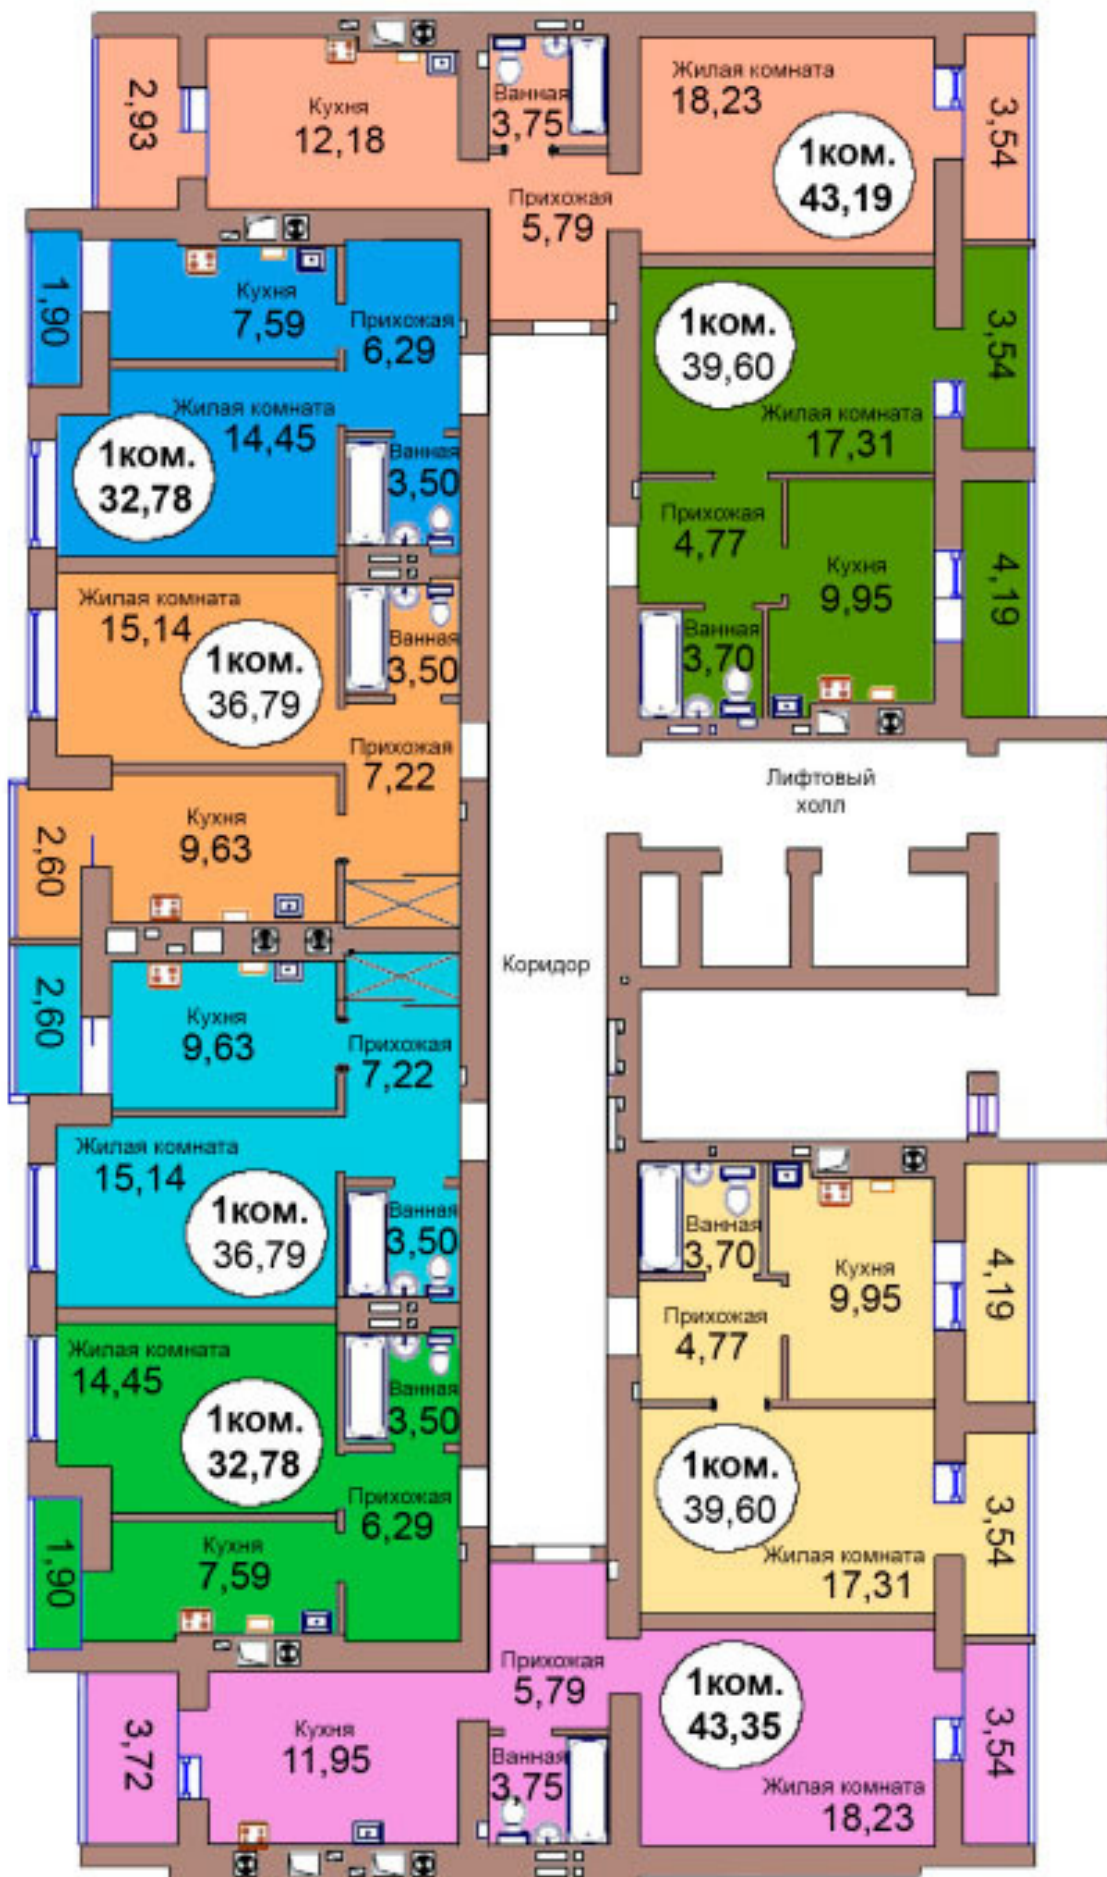 2,93
Кухня
12,18
Ванная
3,75
Жилая комната
18,23
1ком.
43,19
3,54
Прихожая
5,79
1,90
Кухня
7,59
Прихожая
6,29
Жилая комната
14,45
1ком.
32,78
Ванная
3,50
1ком.
39,60
3,54
Жилая комната
17,31
Прихожая
4,77
Кухня
9,95
4,19
Ванная
3,70
Жилая комната
15,14
1ком.
36,79
Ванная
3,50
Прихожая
7,22
Кухня
9,63
2,60
Лифтовый
холл
Коридор
2,60
Кухня
9,63
Прихожая
7,22
Жилая комната
15,14
1ком.
36,79
Ванная
3,50
Ванная
3,70
Кухня
9,95
4,19
Прихожая
4,77
Жилая комната
14,45
1ком.
32,78
Ванная
3,50
Прихожая
6,29
Кухня
7,59
1,90
1ком.
39,60
3,54
Жилая комната
17,31
3,72
Кухня
11,95
Прихожая
5,79
Ванная
3,75
1ком.
43,35
Жилая комната
18,23
3,54